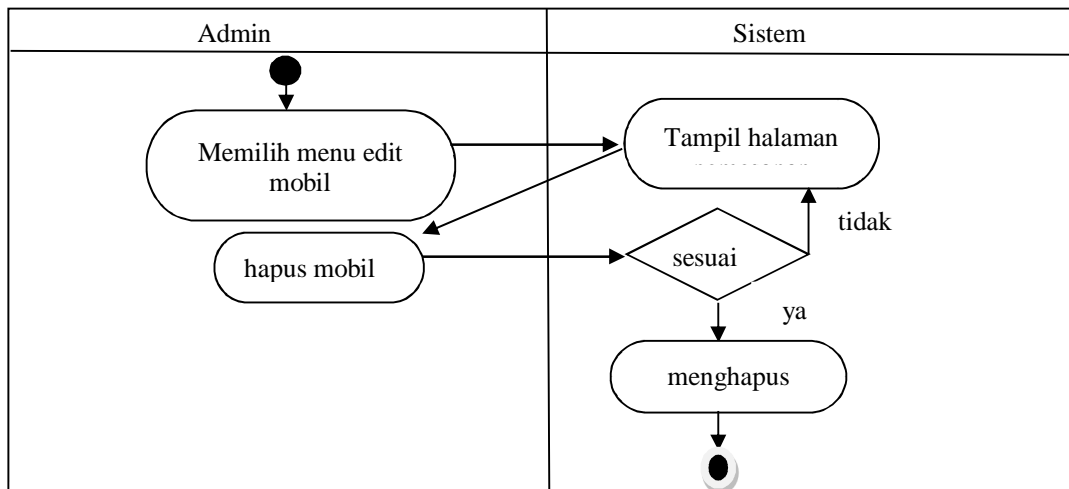 Admin
Sistem
Memilih menu edit
mobil
Tampil halaman
hapus mobil
sesuai
tidak
ya
menghapus